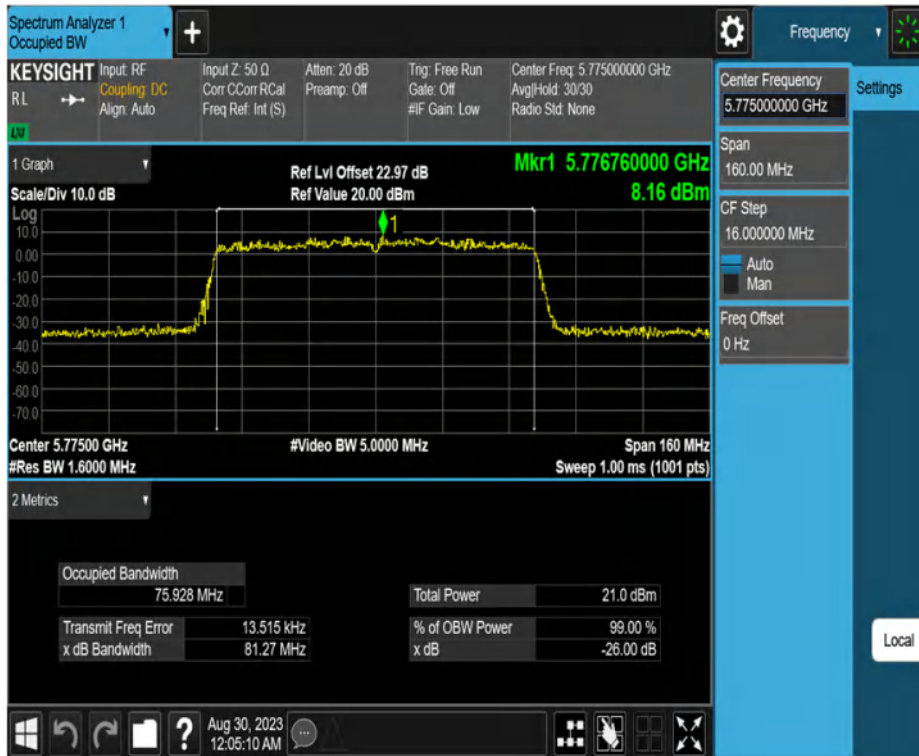 Spectrum Analyzer 1
Occupied BW
Frequency
KEYSIGHT
RL
LXI
Input: RF
Coupling: DC
Align: Auto
Input Z: 50 Ω
Corr CCorr RCal
Freq Ref: Int (S)
Atten: 20 dB
Preamp: Off
Trig: Free Run
Gate: Off
#IF Gain: Low
Center Freq: 5.775000000 GHz
Avg|Hold: 30/30
Radio Std: None
Center Frequency
5.775000000 GHz
Settings
Span
160.00 MHz
CF Step
16.000000 MHz
Auto
Man
Freq Offset
0 Hz
1 Graph
Scale/Div 10.0 dB
Ref Lvl Offset 22.97 dB
Ref Value 20.00 dBm
Mkr1 5.776760000 GHz
8.16 dBm
Log
10.0
0.00
-10.0
-20.0
-30.0
-40.0
-50.0
-60.0
-70.0
1
Center 5.77500 GHz
#Video BW 5.0000 MHz
Span 160 MHz
#Res BW 1.6000 MHz
Sweep 1.00 ms (1001 pts)
2 Metrics
Occupied Bandwidth
75.928 MHz
Total Power 21.0 dBm
Transmit Freq Error 13.515 kHz
% of OBW Power 99.00 %
x dB Bandwidth 81.27 MHz
x dB -26.00 dB
Local
?
Aug 30, 2023
12:05:10 AM